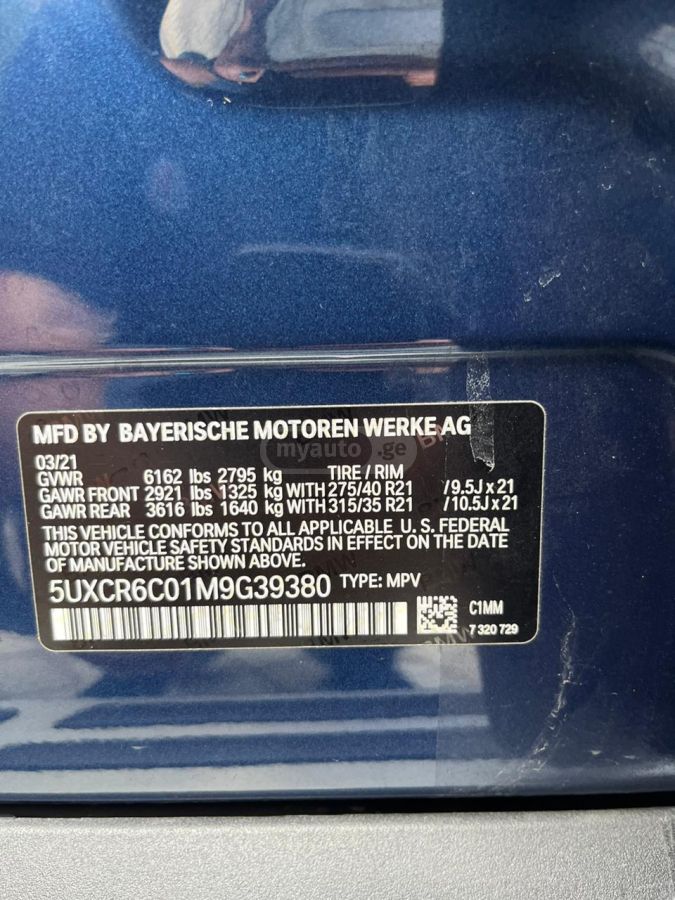 MFD BY BAYERISCHE MOTOREN WERKE AG
myauto.ge
03/21
GVWR 6162 lbs 2795 kg TIRE / RIM
GAWR FRONT 2921 lbs 1325 kg WITH 275/40 R21 /9.5J x 21
GAWR REAR 3616 lbs 1640 kg WITH 315/35 R21 /10.5J x 21
THIS VEHICLE CONFORMS TO ALL APPLICABLE U. S. FEDERAL
MOTOR VEHICLE SAFETY STANDARDS IN EFFECT ON THE DATE
OF MANUFACTURE SHOWN ABOVE.
5UXCR6C01M9G39380 TYPE: MPV
C1MM
7 320 729